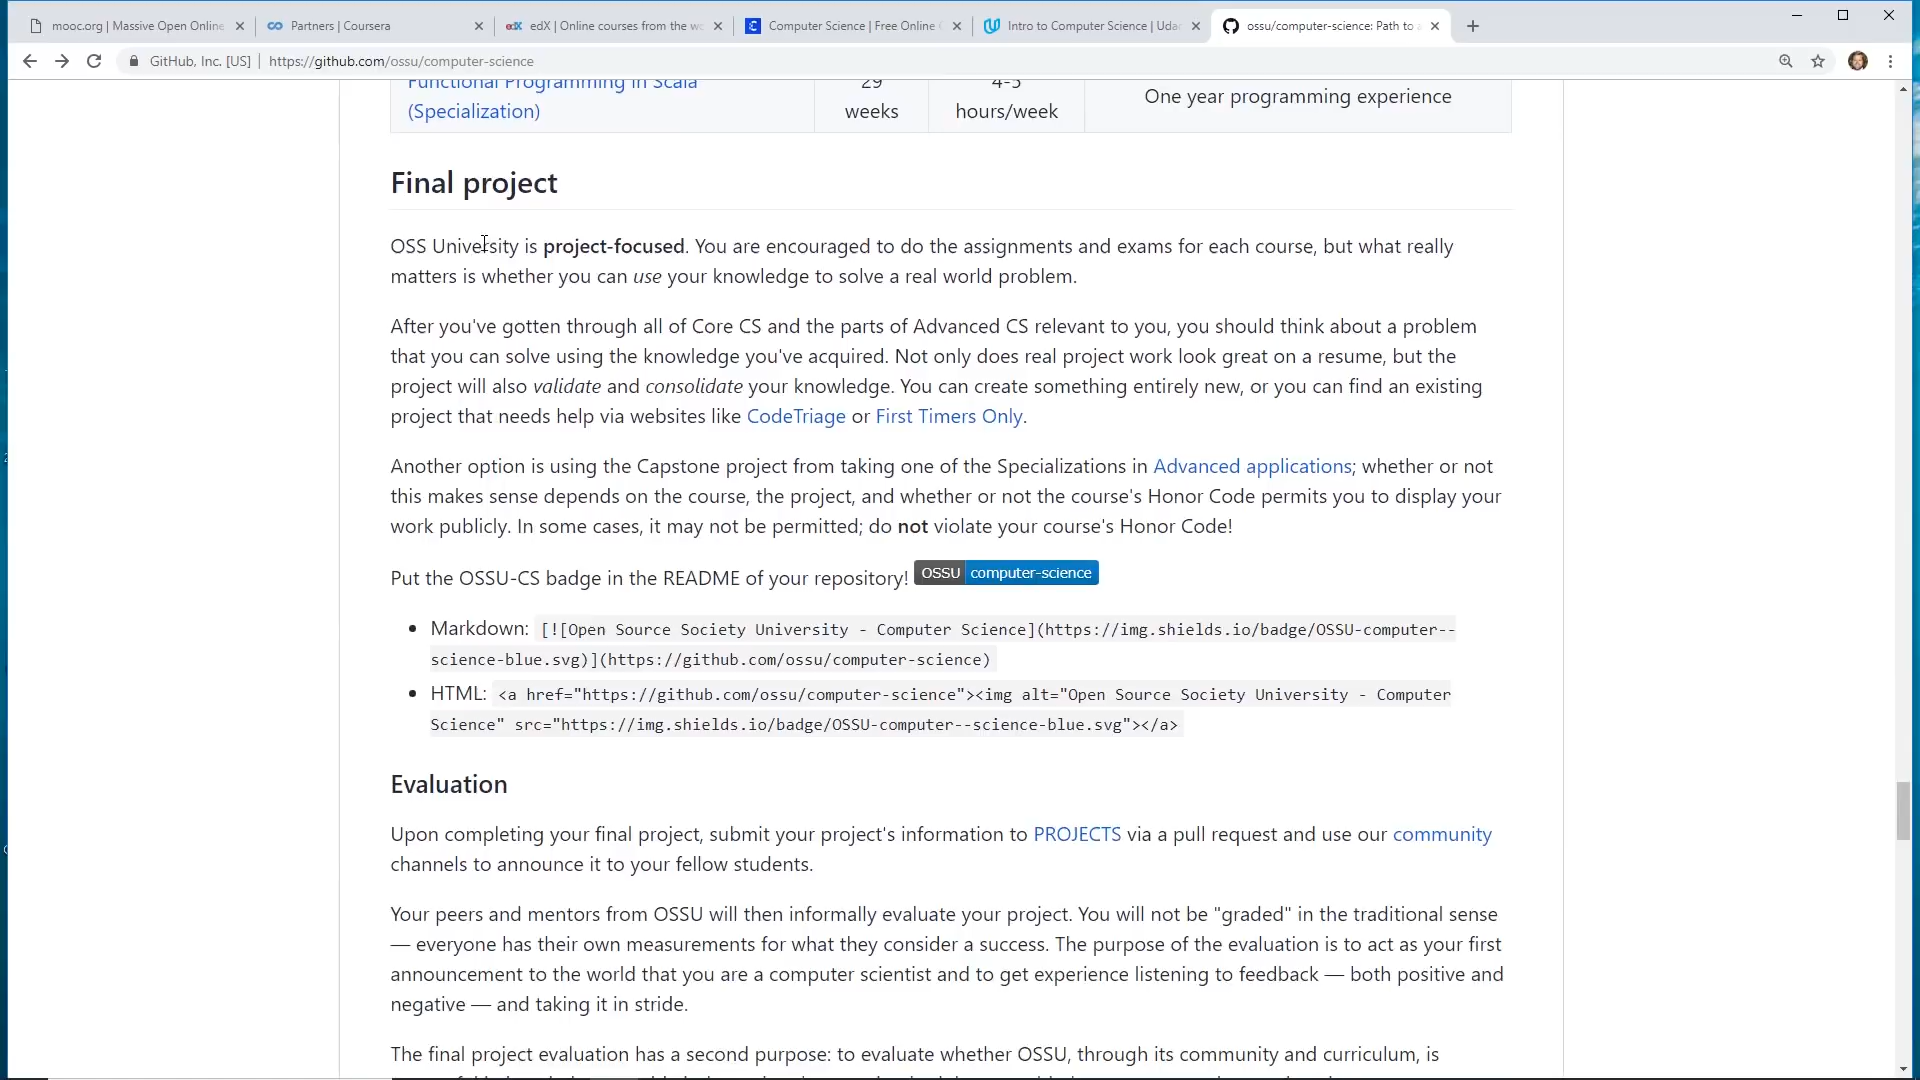 mooc.org | Massive Open Online
Partners | Coursera
edX | Online courses from the wo
Computer Science | Free Online C
Intro to Computer Science | Udac
ossu/computer-science: Path to a
GitHub, Inc. [US] | https://github.com/ossu/computer-science
Functional Programming in Scala
(Specialization)
29
weeks
4-5
hours/week
One year programming experience
Final project
OSS University is project-focused. You are encouraged to do the assignments and exams for each course, but what really
matters is whether you can use your knowledge to solve a real world problem.
After you've gotten through all of Core CS and the parts of Advanced CS relevant to you, you should think about a problem
that you can solve using the knowledge you've acquired. Not only does real project work look great on a resume, but the
project will also validate and consolidate your knowledge. You can create something entirely new, or you can find an existing
project that needs help via websites like CodeTriage or First Timers Only.
Another option is using the Capstone project from taking one of the Specializations in Advanced applications; whether or not
this makes sense depends on the course, the project, and whether or not the course's Honor Code permits you to display your
work publicly. In some cases, it may not be permitted; do not violate your course's Honor Code!
Put the OSSU-CS badge in the README of your repository! OSSU computer-science
• Markdown: [![Open Source Society University - Computer Science](https://img.shields.io/badge/OSSU-computer--
science-blue.svg)](https://github.com/ossu/computer-science)
• HTML: <a href="https://github.com/ossu/computer-science"><img alt="Open Source Society University - Computer
Science" src="https://img.shields.io/badge/OSSU-computer--science-blue.svg"></a>
Evaluation
Upon completing your final project, submit your project's information to PROJECTS via a pull request and use our community
channels to announce it to your fellow students.
Your peers and mentors from OSSU will then informally evaluate your project. You will not be "graded" in the traditional sense
— everyone has their own measurements for what they consider a success. The purpose of the evaluation is to act as your first
announcement to the world that you are a computer scientist and to get experience listening to feedback — both positive and
negative — and taking it in stride.
The final project evaluation has a second purpose: to evaluate whether OSSU, through its community and curriculum, is